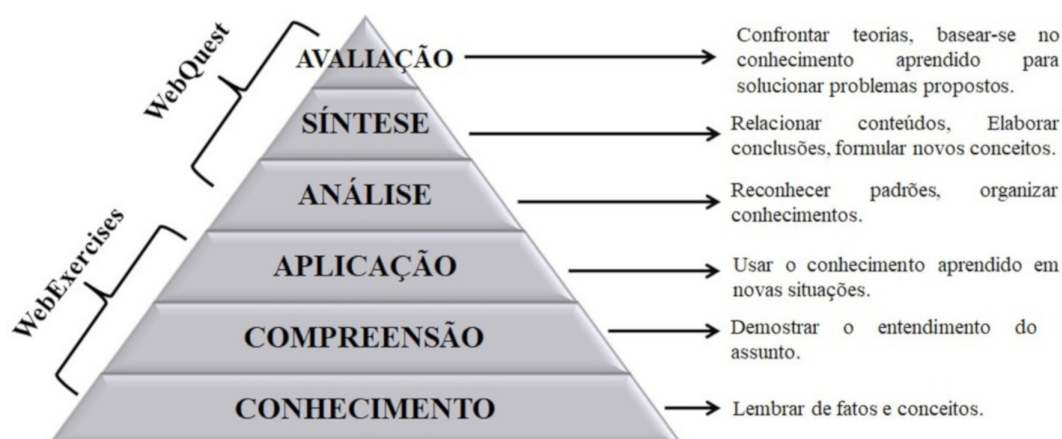 WebQuest
WebExercises
AVALIAÇÃO
Confrontar teorias, basear-se no
conhecimento aprendido para
solucionar problemas propostos.
SÍNTESE
Relacionar conteúdos, Elaborar
conclusões, formular novos conceitos.
ANÁLISE
Reconhecer padrões, organizar
conhecimentos.
APLICAÇÃO
Usar o conhecimento aprendido em
novas situações.
COMPREENSÃO
Demostrar o entendimento do
assunto.
CONHECIMENTO
Lembrar de fatos e conceitos.